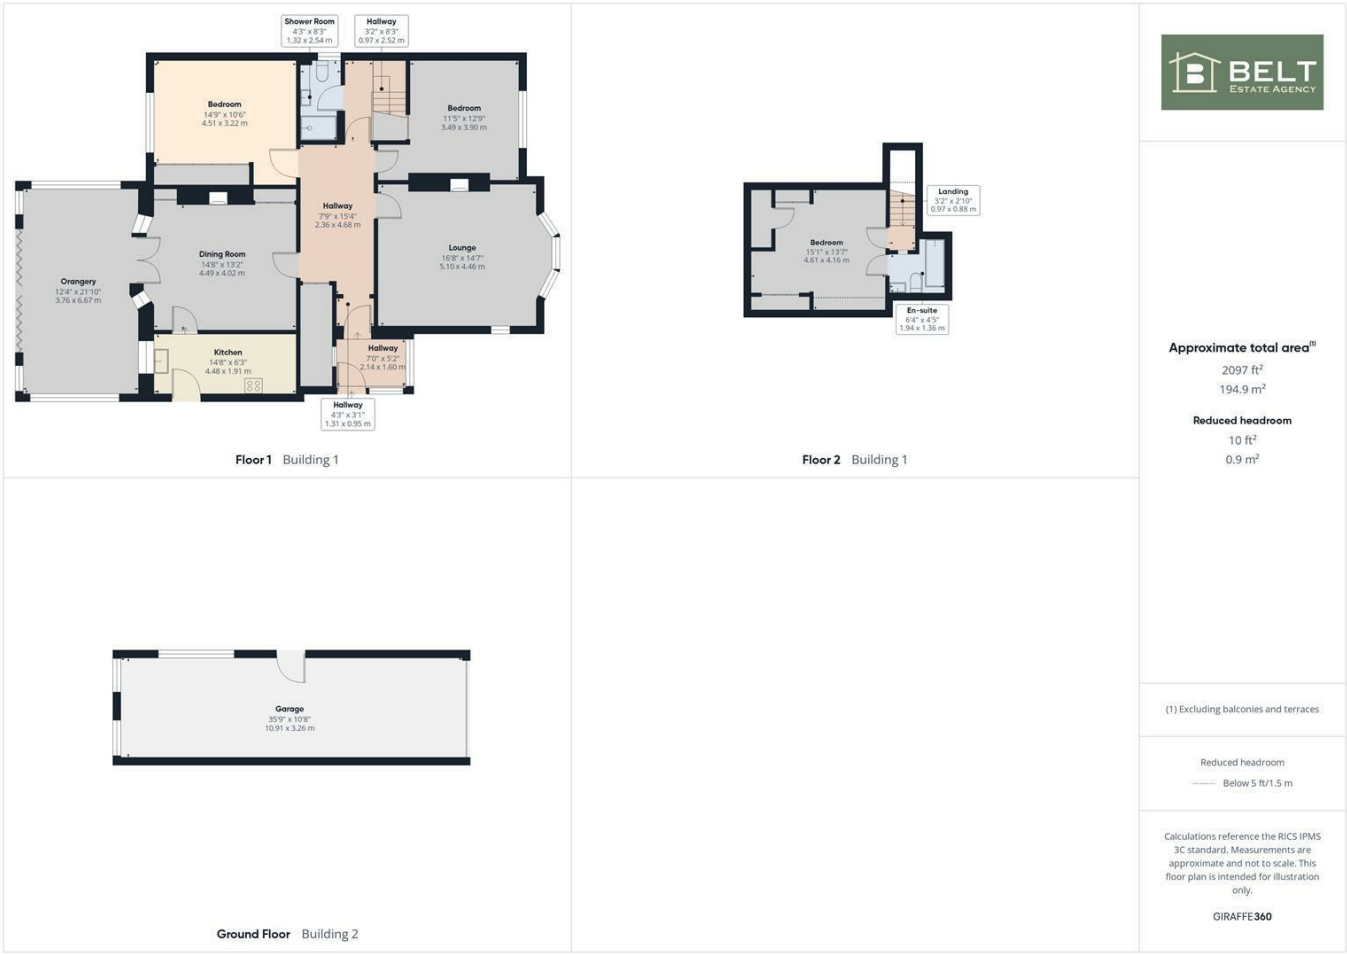 Shower Room
4'3" x 8'3"
1.32 x 2.54 m
Hallway
3'2" x 8'3"
0.97 x 2.52 m
Bedroom
14'9" x 10'6"
4.51 x 3.22 m
Bedroom
11'5" x 12'9"
3.49 x 3.90 m
Hallway
7'9" x 15'4"
2.36 x 4.68 m
Lounge
16'8" x 14'7"
5.10 x 4.46 m
Dining Room
14'8" x 13'2"
4.49 x 4.02 m
Orangery
12'4" x 21'10"
3.76 x 6.67 m
Kitchen
14'8" x 6'3"
4.48 x 1.91 m
Hallway
7'0" x 5'2"
2.14 x 1.60 m
Hallway
4'3" x 3'1"
1.31 x 0.95 m
Floor 1 Building 1
Landing
3'2" x 2'10"
0.97 x 0.88 m
Bedroom
15'1" x 13'7"
4.61 x 4.16 m
En-suite
6'4" x 4'5"
1.94 x 1.36 m
Floor 2 Building 1
Garage
35'9" x 10'8"
10.91 x 3.26 m
Ground Floor Building 2
BELT
ESTATE AGENCY
Approximate total area(1)
2097 ft²
194.9 m²
Reduced headroom
10 ft²
0.9 m²
(1) Excluding balconies and terraces
Reduced headroom
Below 5 ft/1.5 m
Calculations reference the RICS IPMS
3C standard. Measurements are
approximate and not to scale. This
floor plan is intended for illustration
only.
GIRAFFE360